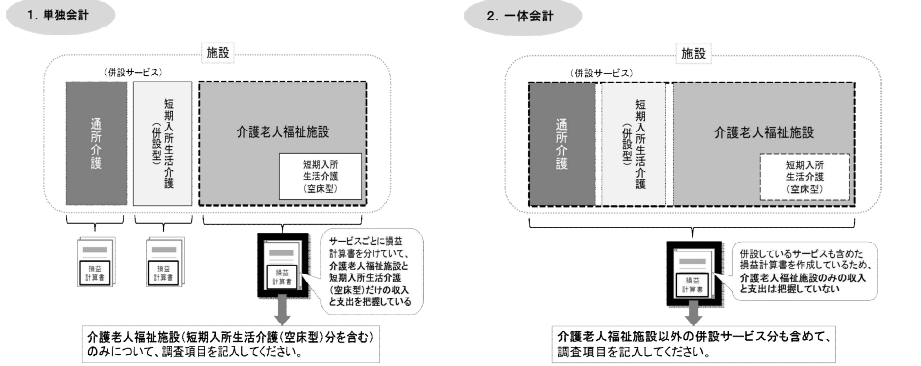 1. 単独会計
施設
(併設サービス)
通所介護
短期入所生活介護
(併設型)
介護老人福祉施設
短期入所
生活介護
(空床型)
損益
計算書
損益
計算書
損益
計算書
サービスごとに損益
計算書を分けていて、
介護老人福祉施設と
短期入所生活介護
(空床型)だけの収入
と支出を把握している
介護老人福祉施設(短期入所生活介護(空床型)分を含む)
のみについて、調査項目を記入してください。
2. 一体会計
施設
(併設サービス)
通所介護
短期入所生活介護
(併設型)
介護老人福祉施設
短期入所
生活介護
(空床型)
損益
計算書
併設しているサービスも含めた
損益計算書を作成しているため、
介護老人福祉施設のみの収入
と支出は把握していない
介護老人福祉施設以外の併設サービス分も含めて、
調査項目を記入してください。